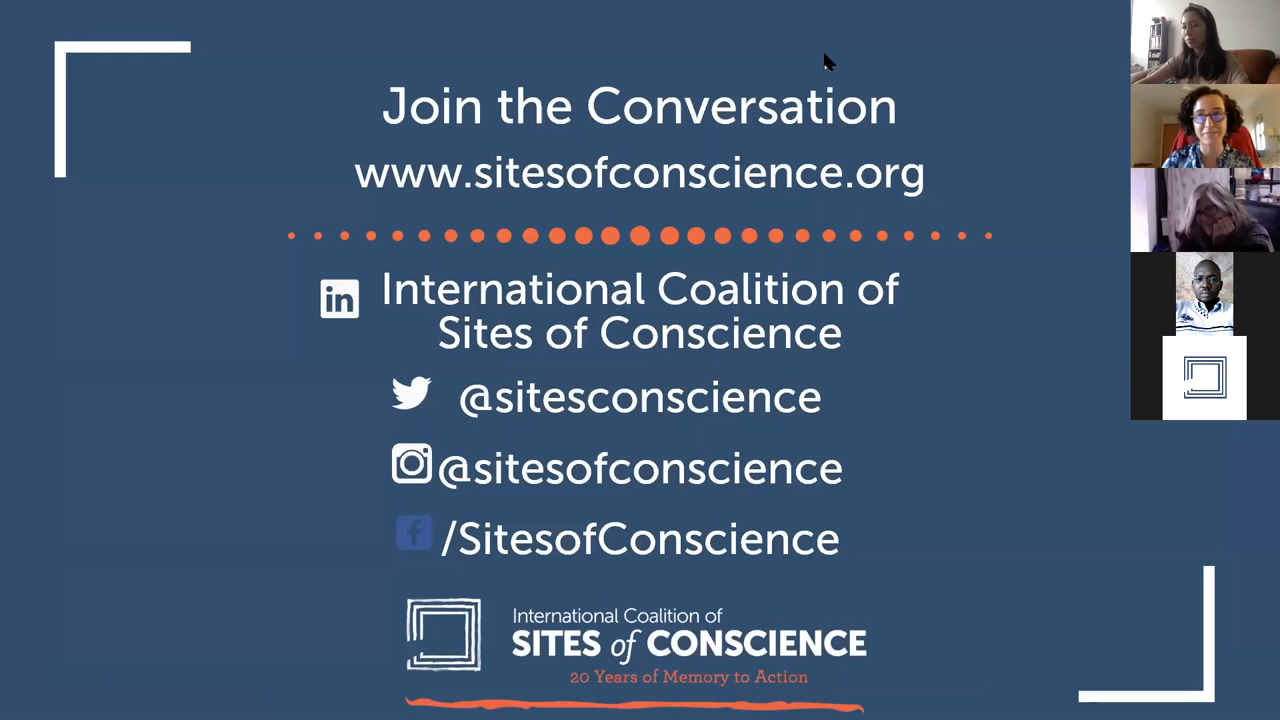 Join the Conversation
www.sitesofconscience.org
in International Coalition of
Sites of Conscience
@sitesconscience
@sitesofconscience
f /SitesofConscience
International Coalition of
SITES of CONSCIENCE
20 Years of Memory to Action